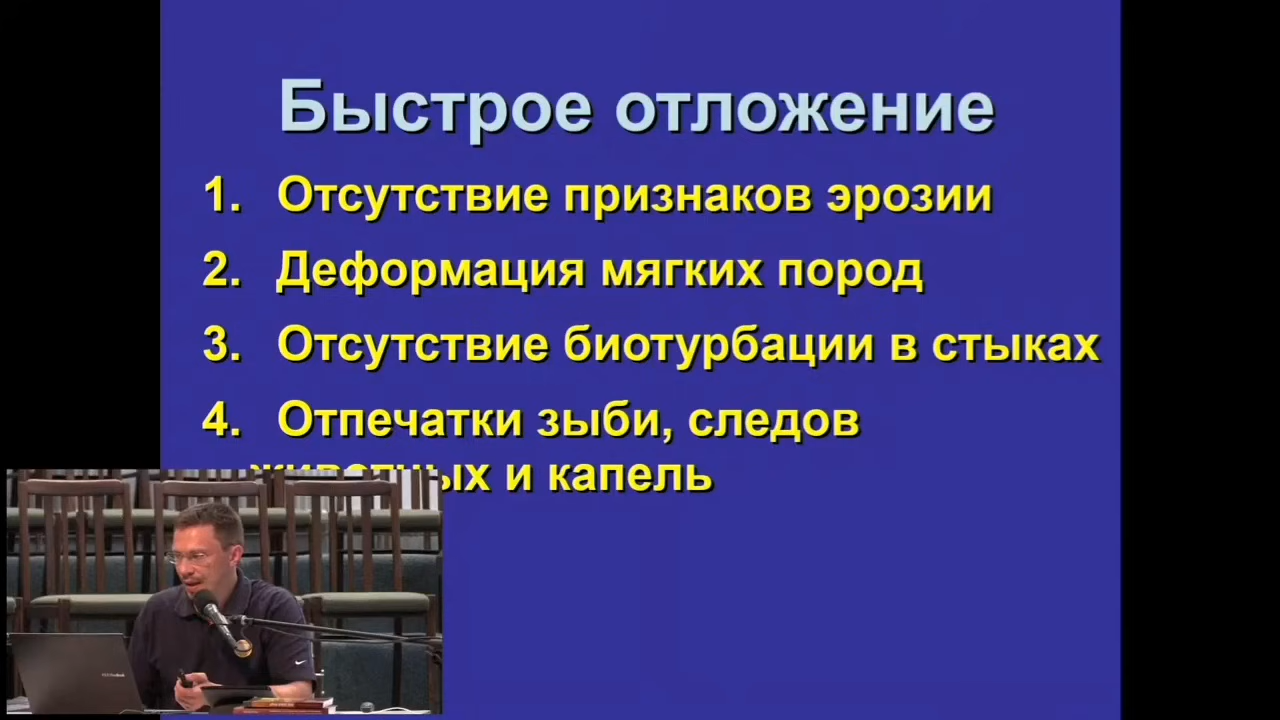 Быстрое отложение
1. Отсутствие признаков эрозии
2. Деформация мягких пород
3. Отсутствие биотурбации в стыках
4. Отпечатки зыби, следов
животных и капель